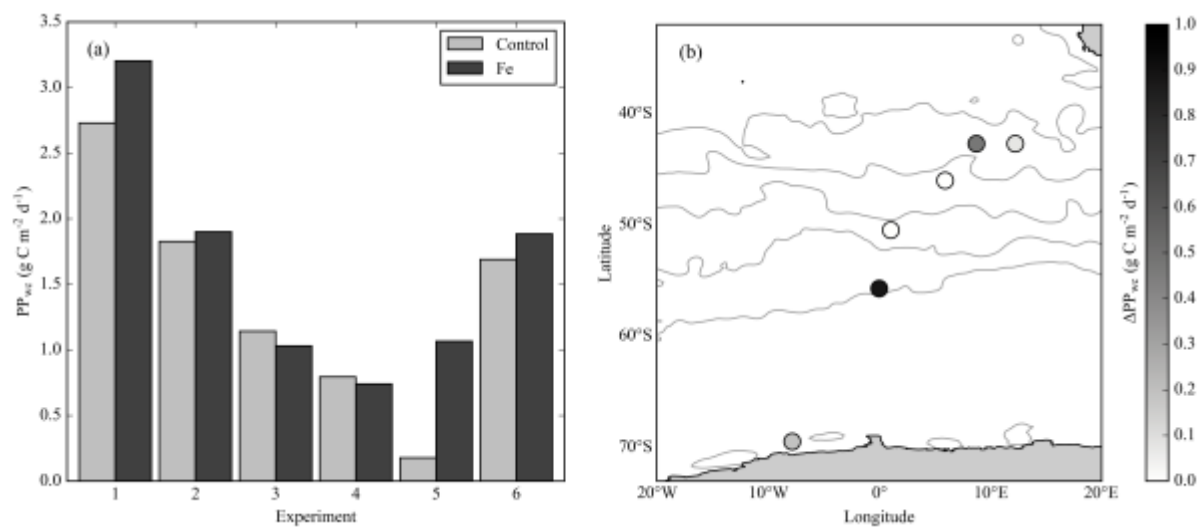 (a)
Control
Fe
3.5
3.0
2.5
2.0
1.5
1.0
0.5
0.0
PPwc (g C m-2 d-1)
1 2 3 4 5 6
Experiment
(b)
40°S
50°S
60°S
70°S
Latitude
20°W 10°W 0° 10°E 20°E
Longitude
1.0
0.9
0.8
0.7
0.6
0.5
0.4
0.3
0.2
0.1
0.0
ΔPPwc (g C m-2 d-1)